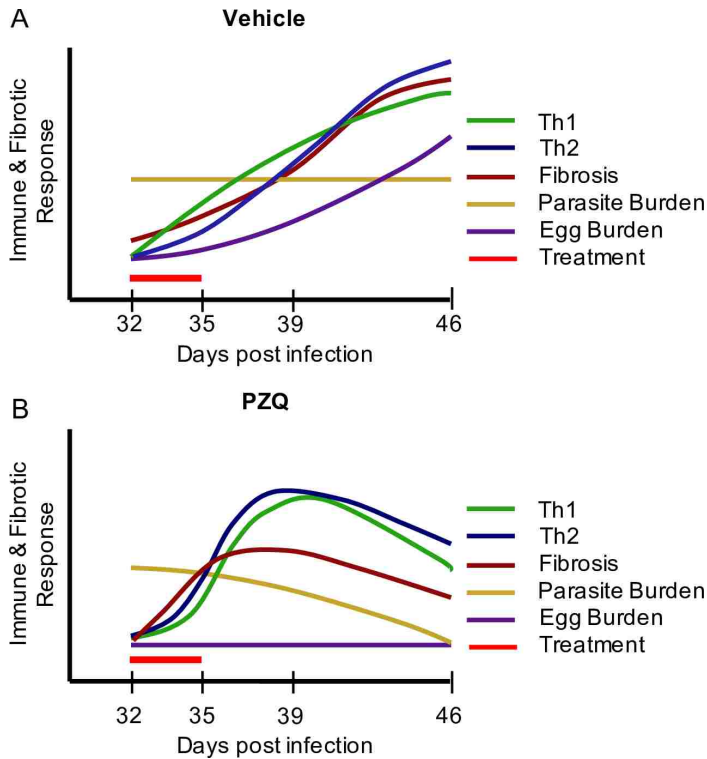 A
Vehicle
Immune & Fibrotic
Response
Th1
Th2
Fibrosis
Parasite Burden
Egg Burden
Treatment
32 35 39 46
Days post infection
B
PZQ
Immune & Fibrotic
Response
Th1
Th2
Fibrosis
Parasite Burden
Egg Burden
Treatment
32 35 39 46
Days post infection